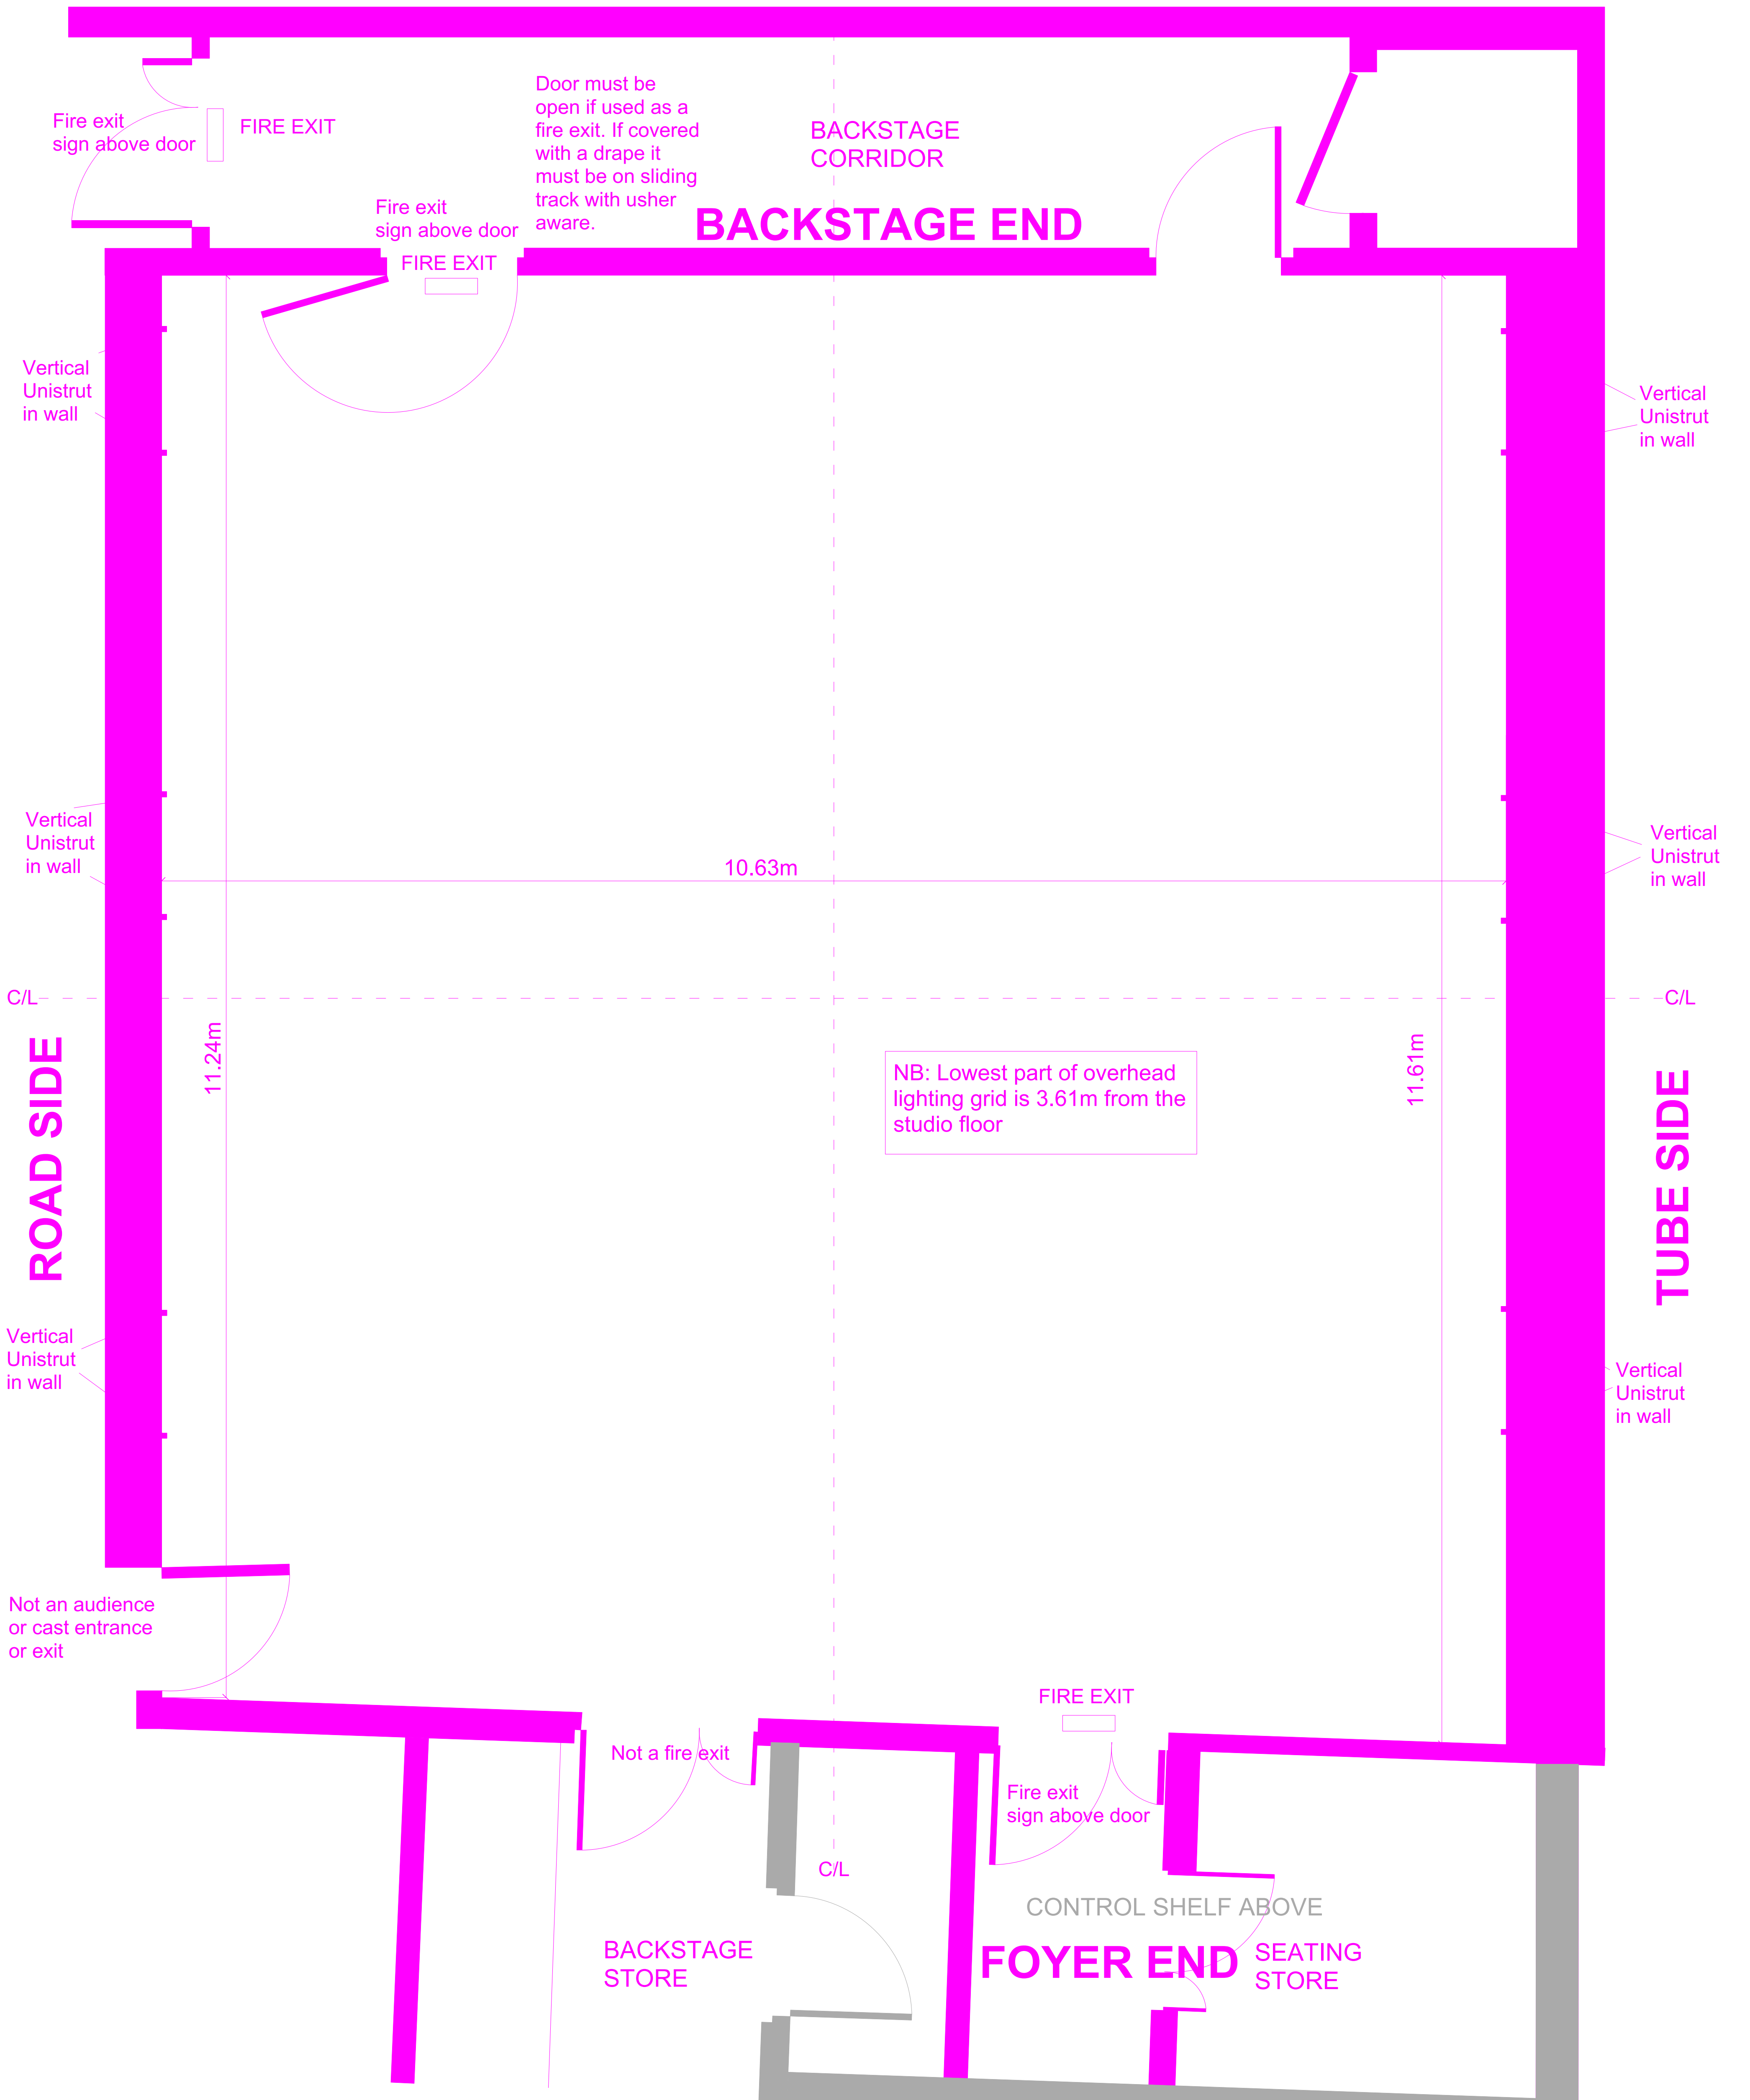 Door must be
open if used as a
fire exit. If covered
with a drape it
must be on sliding
track with usher
aware.
Fire exit
sign above door
FIRE EXIT
BACKSTAGE
CORRIDOR
Fire exit
sign above door
BACKSTAGE END
FIRE EXIT
Vertical
Unistrut
in wall
Vertical
Unistrut
in wall
Vertical
Unistrut
in wall
Vertical
Unistrut
in wall
10.63m
C/L
C/L
11.24m
11.61m
ROAD SIDE
TUBE SIDE
NB: Lowest part of overhead
lighting grid is 3.61m from the
studio floor
Vertical
Unistrut
in wall
Vertical
Unistrut
in wall
Not an audience
or cast entrance
or exit
FIRE EXIT
Not a fire exit
Fire exit
sign above door
C/L
CONTROL SHELF ABOVE
BACKSTAGE
STORE
FOYER END
SEATING
STORE